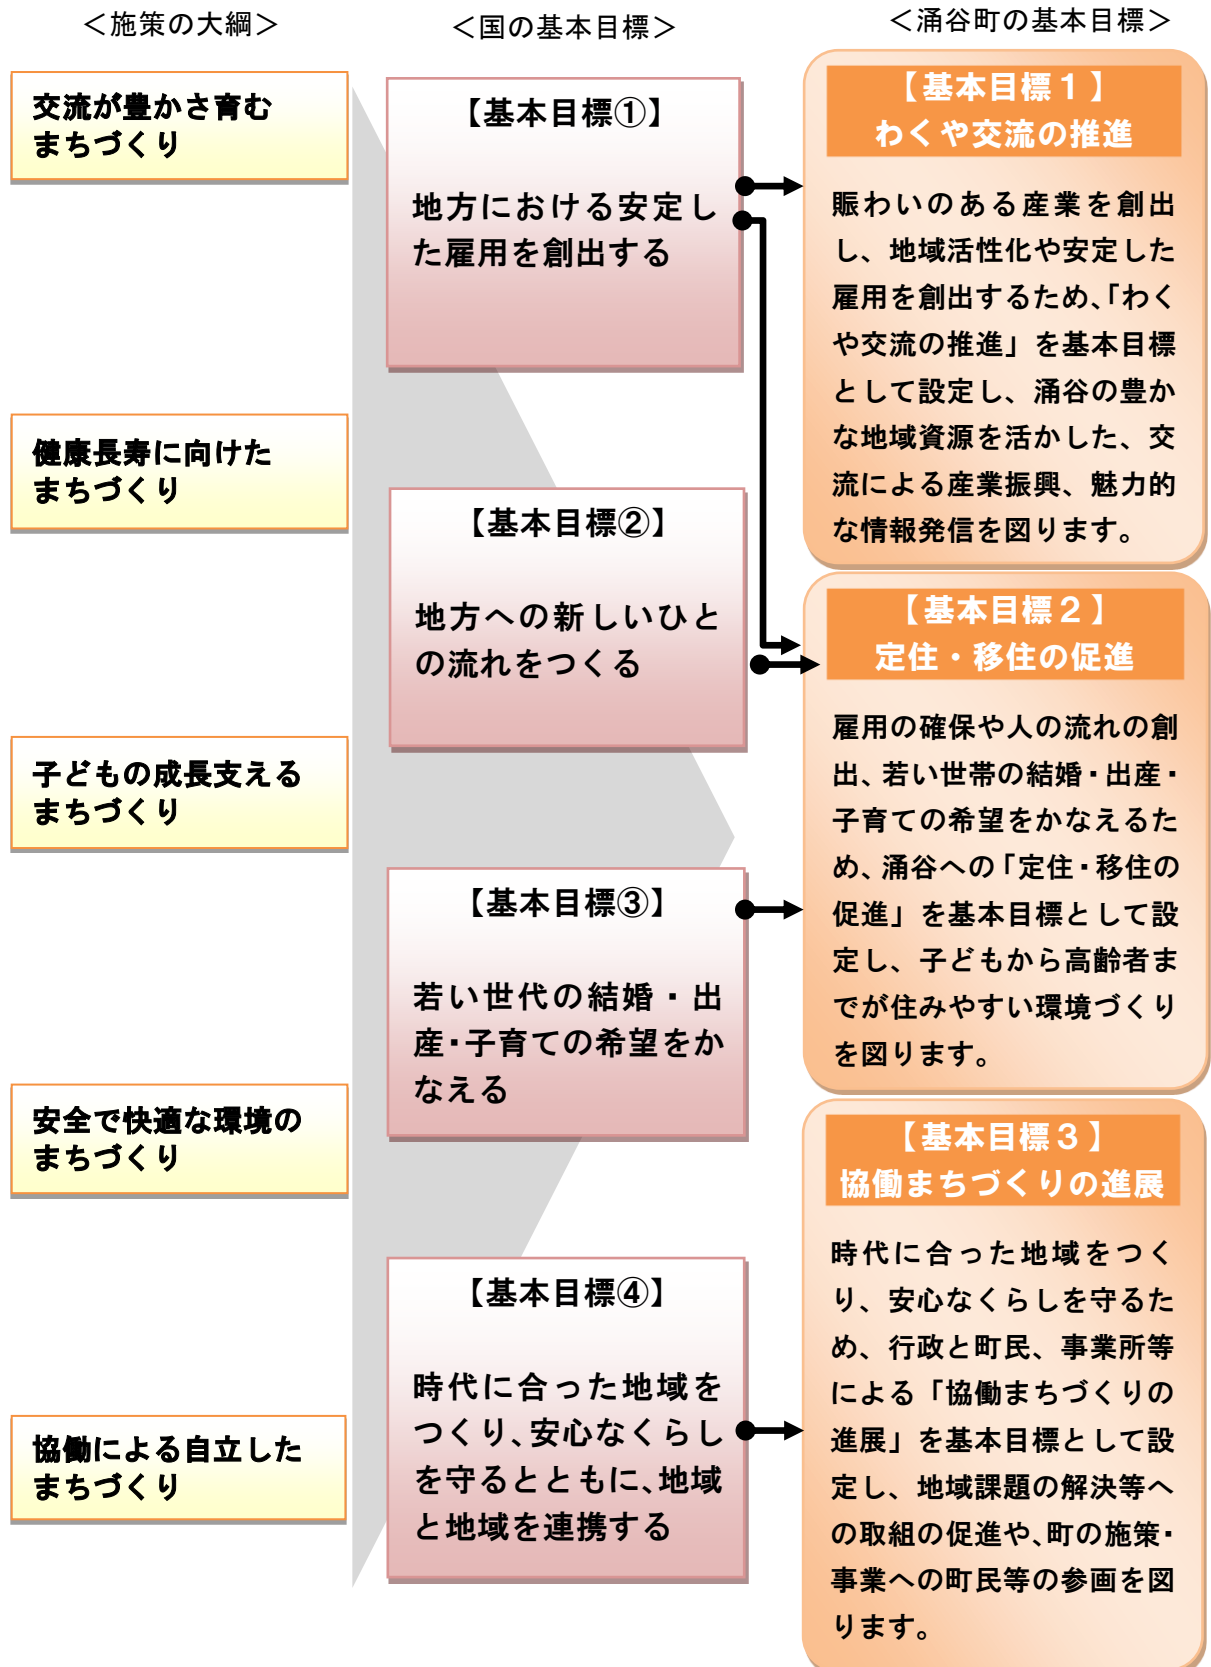 ＜施策の大綱＞
交流が豊かさ育む
まちづくり
健康長寿に向けた
まちづくり
子どもの成長支える
まちづくり
安全で快適な環境の
まちづくり
協働による自立した
まちづくり
＜国の基本目標＞
【基本目標①】
地方における安定し
た雇用を創出する
【基本目標②】
地方への新しいひと
の流れをつくる
【基本目標③】
若い世代の結婚・出
産・子育ての希望をか
なえる
【基本目標④】
時代に合った地域を
つくり、安心なくらし
を守るとともに、地域
と地域を連携する
＜涌谷町の基本目標＞
【基本目標１】
わくや交流の推進
賑わいのある産業を創出
し、地域活性化や安定した
雇用を創出するため、「わく
や交流の推進」を基本目標
として設定し、涌谷の豊か
な地域資源を活かした、交
流による産業振興、魅力的
な情報発信を図ります。
【基本目標２】
定住・移住の促進
雇用の確保や人の流れの創
出、若い世帯の結婚・出産・
子育ての希望をかなえるた
め、涌谷への「定住・移住の
促進」を基本目標として設
定し、子どもから高齢者ま
でが住みやすい環境づくり
を図ります。
【基本目標３】
協働まちづくりの進展
時代に合った地域をつく
り、安心なくらしを守るた
め、行政と町民、事業所等
による「協働まちづくりの
進展」を基本目標として設
定し、地域課題の解決等へ
の取組の促進や、町の施策・
事業への町民等の参画を図
ります。